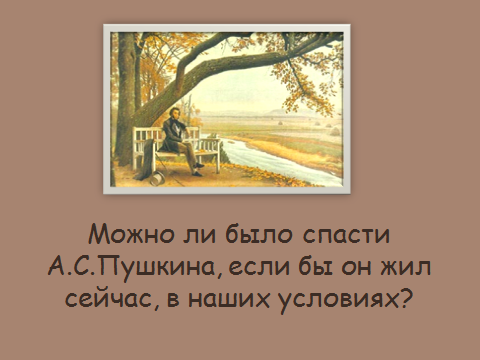 Можно ли было спасти
А.С.Пушкина, если бы он жил
сейчас, в наших условиях?